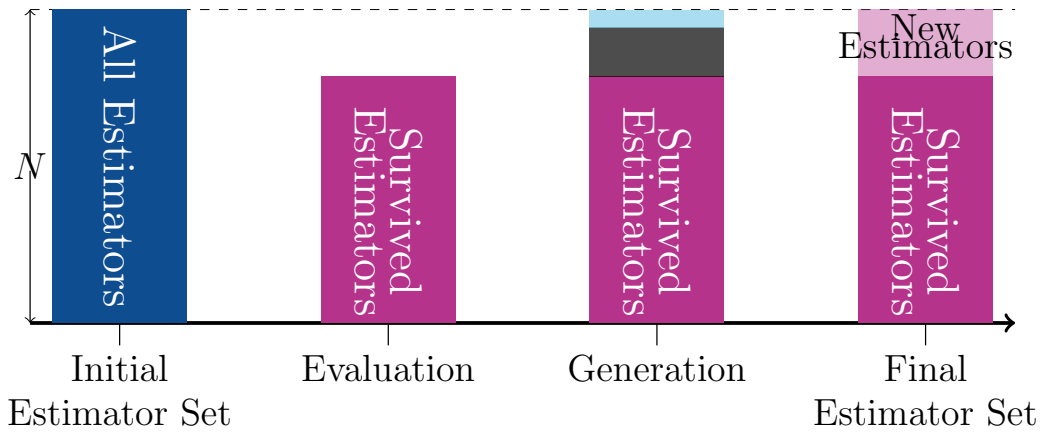 All Estimators
Survived
Estimators
Survived
Estimators
New
Estimators
Survived
Estimators
N
Initial
Estimator Set
Evaluation
Generation
Final
Estimator Set